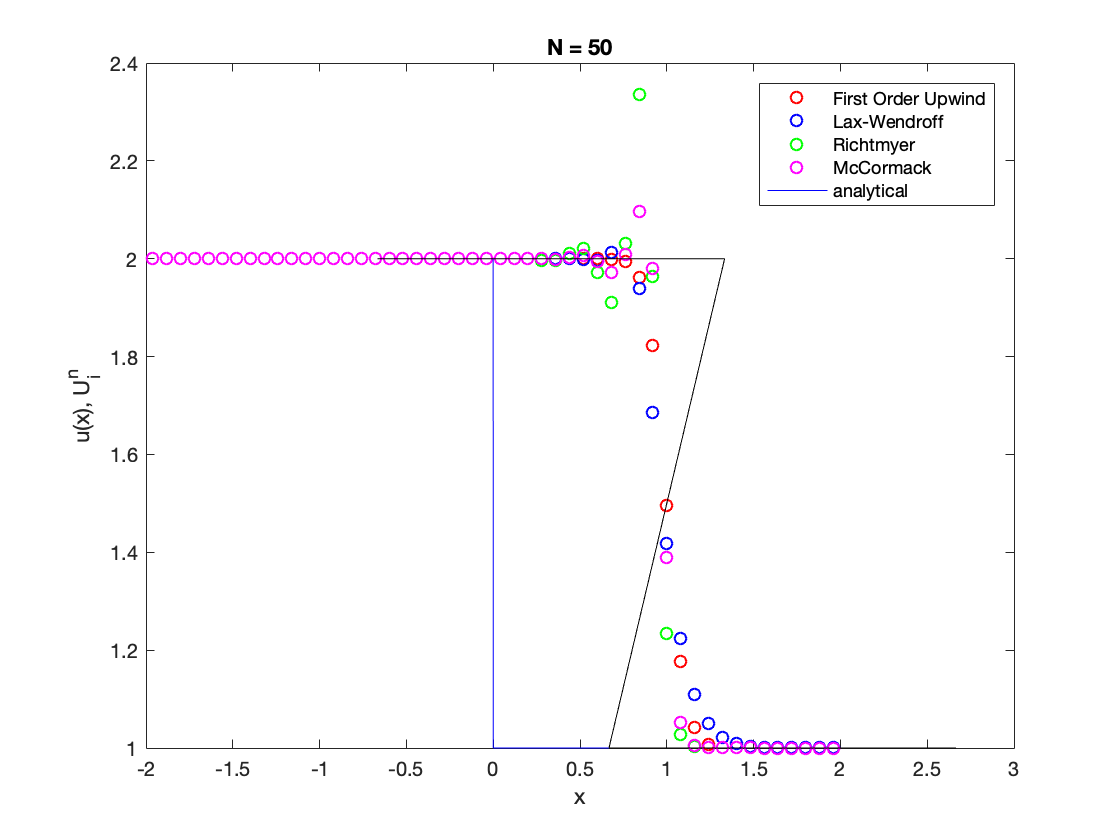 N = 50
2.4
2.2
2
1.8
1.6
1.4
1.2
1
u(x), U_i^n
First Order Upwind
Lax-Wendroff
Richtmyer
McCormack
analytical
-2 -1.5 -1 -0.5 0 0.5 1 1.5 2 2.5 3
x